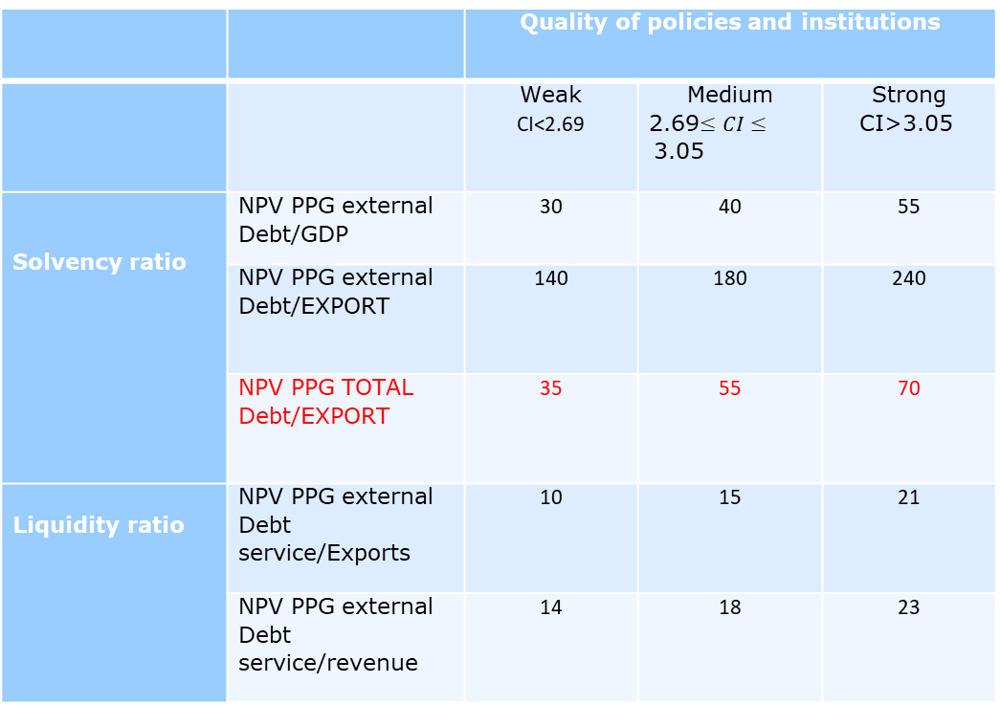 Quality of policies and institutions
Weak
CI<2.69
Medium
2.69≤ 𝐶𝐼 ≤
3.05
Strong
CI>3.05
Solvency ratio
NPV PPG external
Debt/GDP
30
40
55
NPV PPG external
Debt/EXPORT
140
180
240
NPV PPG TOTAL
Debt/EXPORT
35
55
70
Liquidity ratio
NPV PPG external
Debt
service/Exports
10
15
21
NPV PPG external
Debt
service/revenue
14
18
23